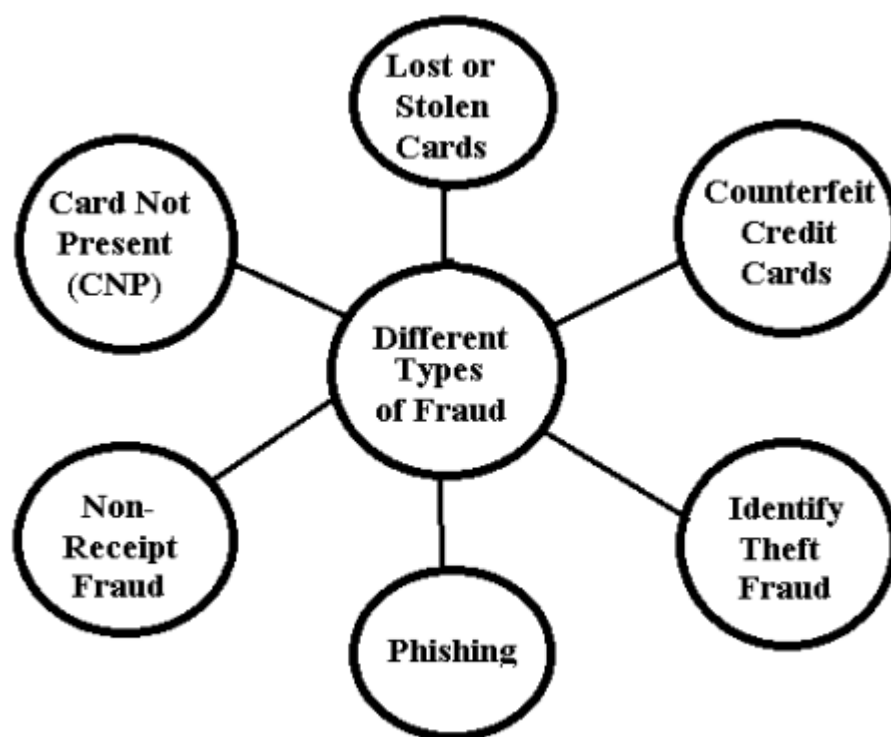 Lost or
Stolen
Cards
Card Not
Present
(CNP)
Counterfeit
Credit
Cards
Different
Types
of Fraud
Non-
Receipt
Fraud
Identify
Theft
Fraud
Phishing